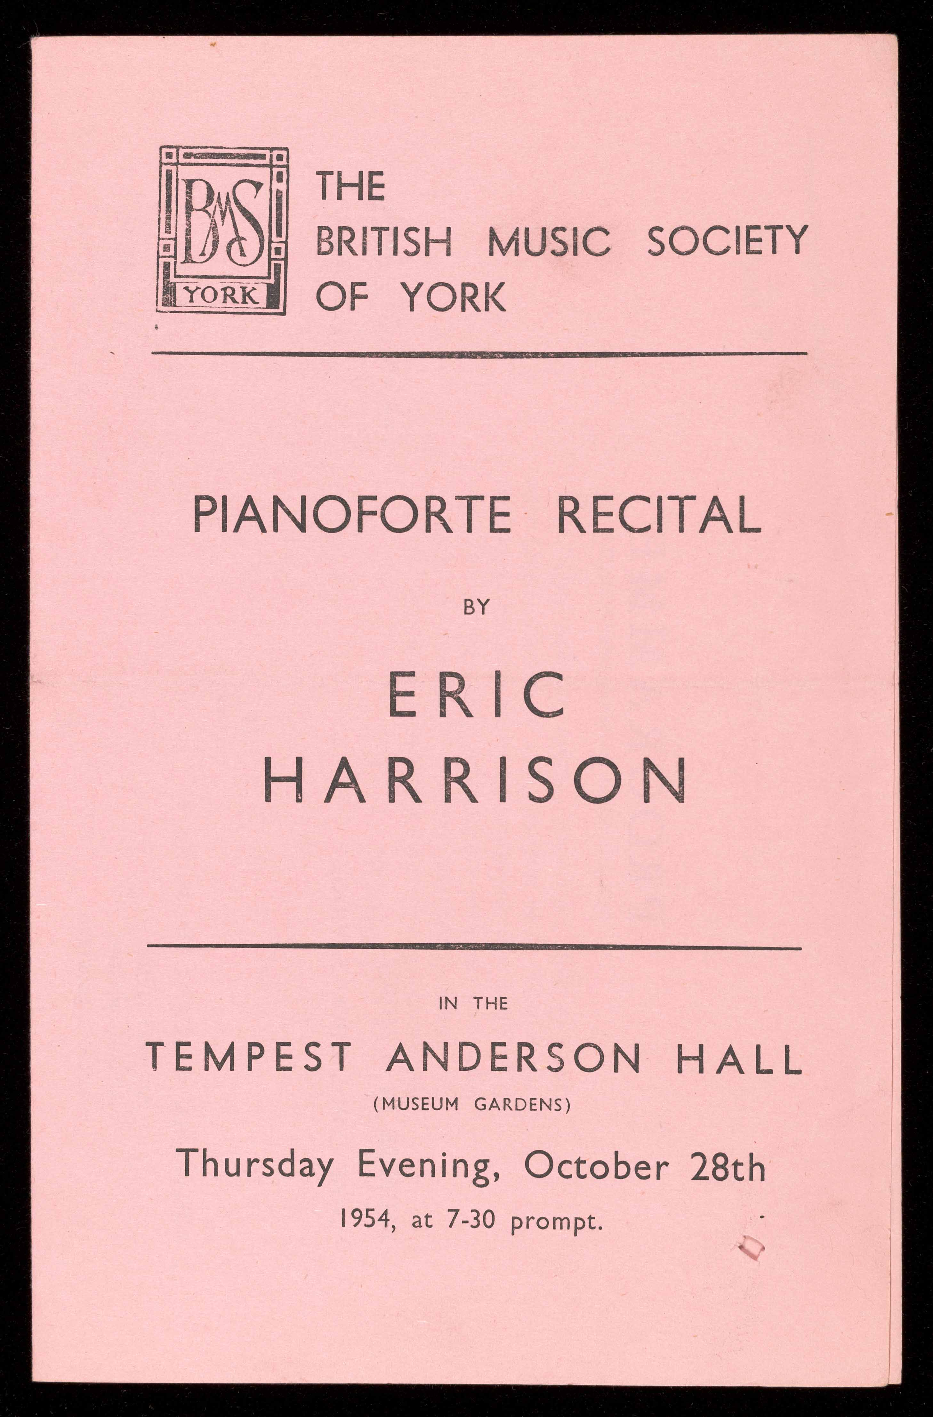 BMS
YORK
THE
BRITISH MUSIC SOCIETY
OF YORK
PIANOFORTE RECITAL
BY
ERIC
HARRISON
IN THE
TEMPEST ANDERSON HALL
(MUSEUM GARDENS)
Thursday Evening, October 28th
1954, at 7-30 prompt.